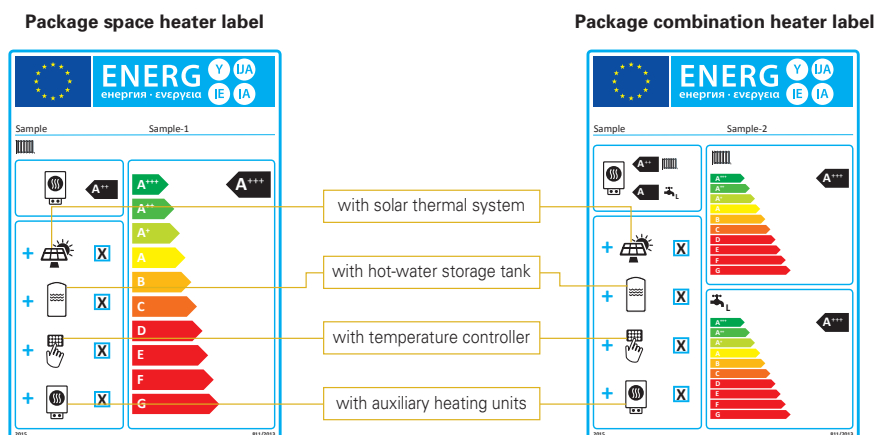 Package space heater label
Package combination heater label
ENERG Y IJA
енергия · ενεργεια IE IA
Sample Sample-1
A++
A+++
A++
A+
A
B
C
D
E
F
G
A+++
+ X
+ X
+ X
+ X
2015 811/2013
with solar thermal system
with hot-water storage tank
with temperature controller
with auxiliary heating units
ENERG Y IJA
енергия · ενεργεια IE IA
Sample Sample-2
A++
A L
A+++
A++
A+
A
B
C
D
E
F
G
A+++
+ X
+ X
+ X
+ X
L
A+++
A++
A+
A
B
C
D
E
F
G
A+++
2015 811/2013